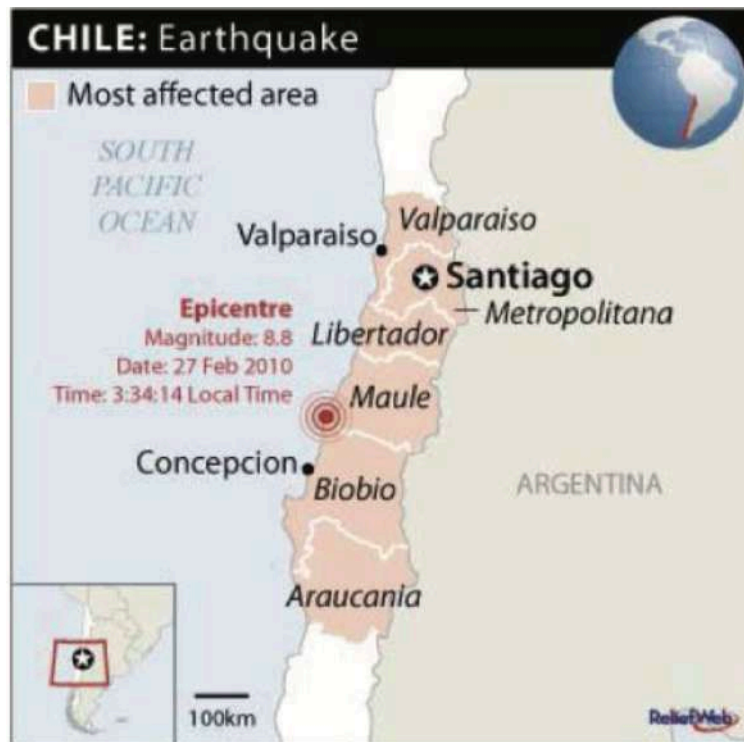 CHILE: Earthquake
Most affected area
SOUTH
PACIFIC
OCEAN
Valparaiso
Valparaiso
Santiago
Metropolitana
Epicentre
Magnitude: 8.8
Date: 27 Feb 2010
Time: 3:34:14 Local Time
Libertador
Maule
Concepcion
Biobio
ARGENTINA
Araucania
100km
ReliefWeb